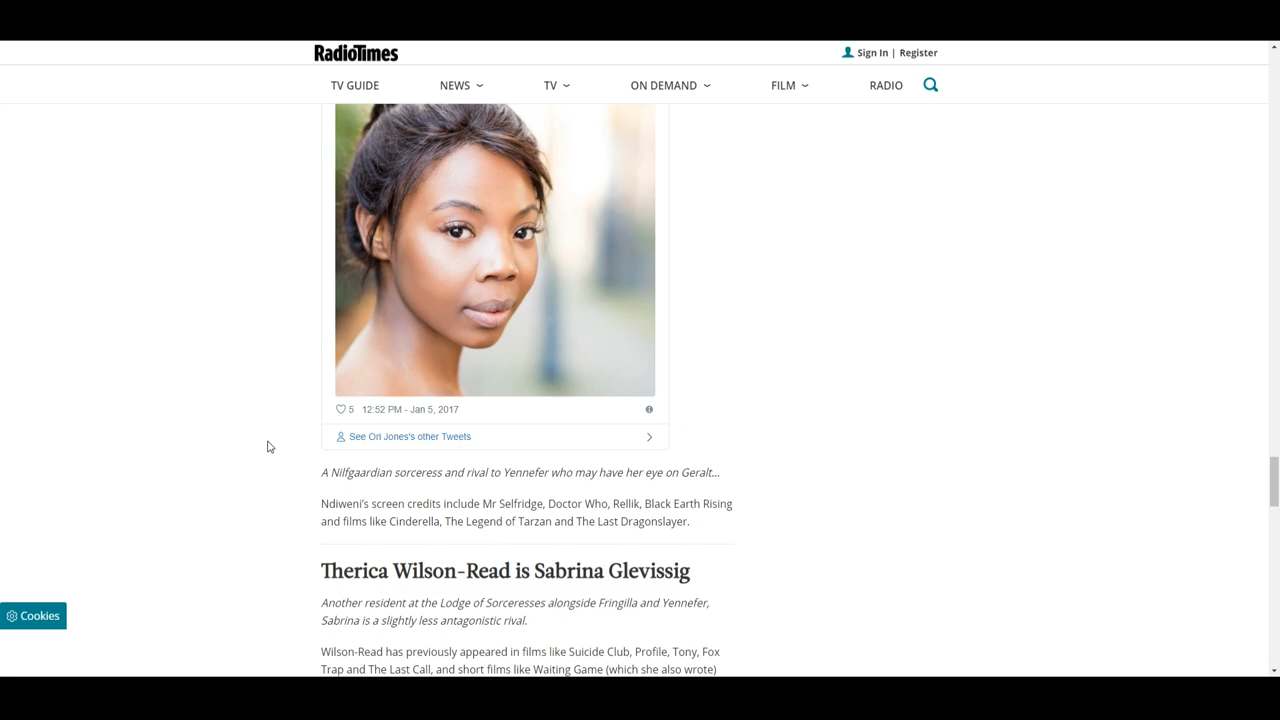 RadioTimes
Sign In | Register
TV GUIDE NEWS TV ON DEMAND FILM RADIO
5 12:52 PM - Jan 5, 2017
See Ori Jones's other Tweets
A Nilfgaardian sorceress and rival to Yennefer who may have her eye on Geralt...
Ndiweni's screen credits include Mr Selfridge, Doctor Who, Rellik, Black Earth Rising
and films like Cinderella, The Legend of Tarzan and The Last Dragonslayer.
Therica Wilson-Read is Sabrina Glevissig
Another resident at the Lodge of Sorceresses alongside Fringilla and Yennefer,
Cookies
Sabrina is a slightly less antagonistic rival.
Wilson-Read has previously appeared in films like Suicide Club, Profile, Tony, Fox
Trap and The Last Call, and short films like Waiting Game (which she also wrote)